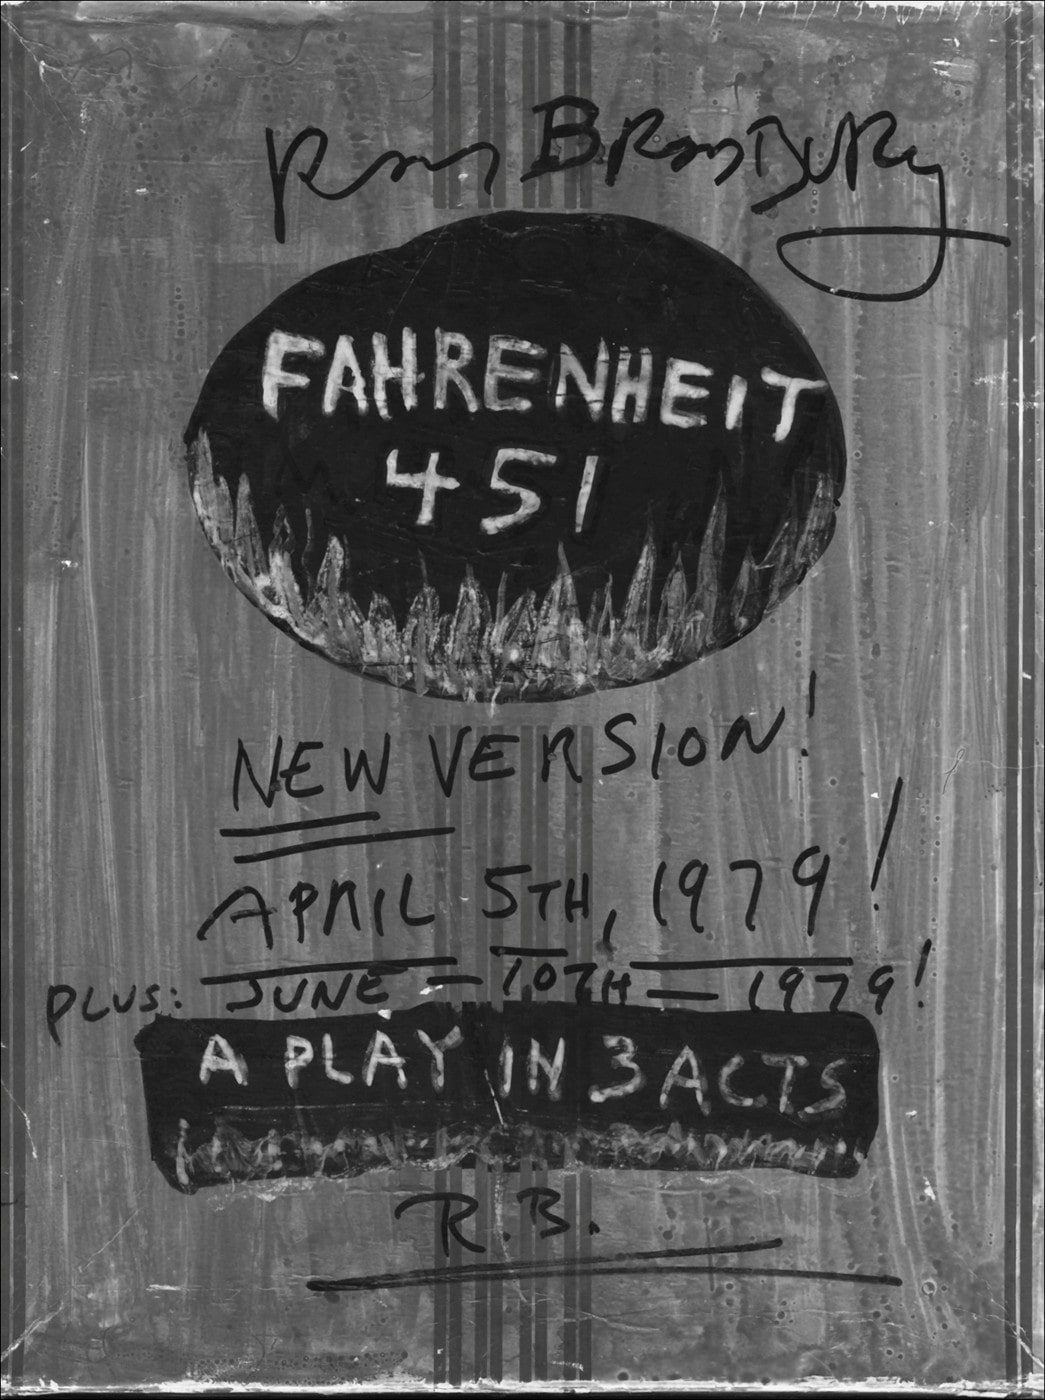 Ray Bradbury
FAHRENHEIT
451
NEW VERSION!
APRIL 5TH, 1979!
PLUS: JUNE — 10TH — 1979!
A PLAY IN 3 ACTS
R.B.